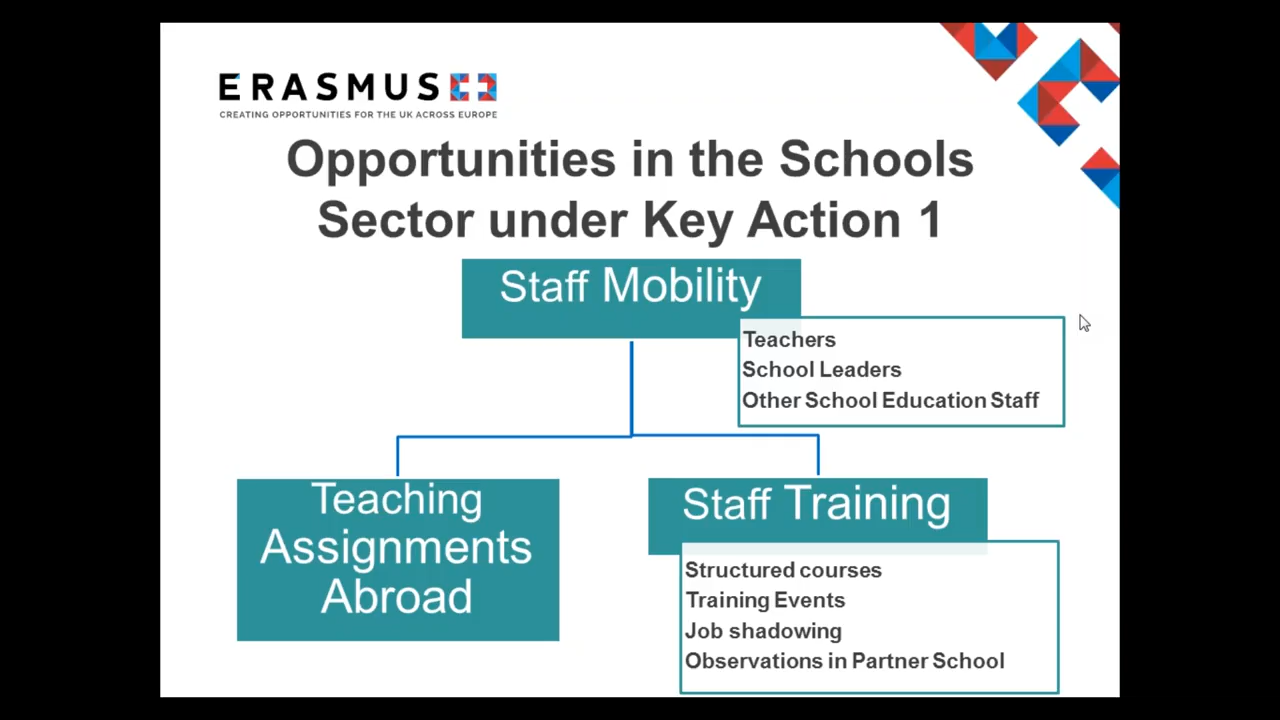 ERASMUS
CREATING OPPORTUNITIES FOR THE UK ACROSS EUROPE
Opportunities in the Schools
Sector under Key Action 1
Staff Mobility
Teachers
School Leaders
Other School Education Staff
Teaching
Assignments
Abroad
Staff Training
Structured courses
Training Events
Job shadowing
Observations in Partner School